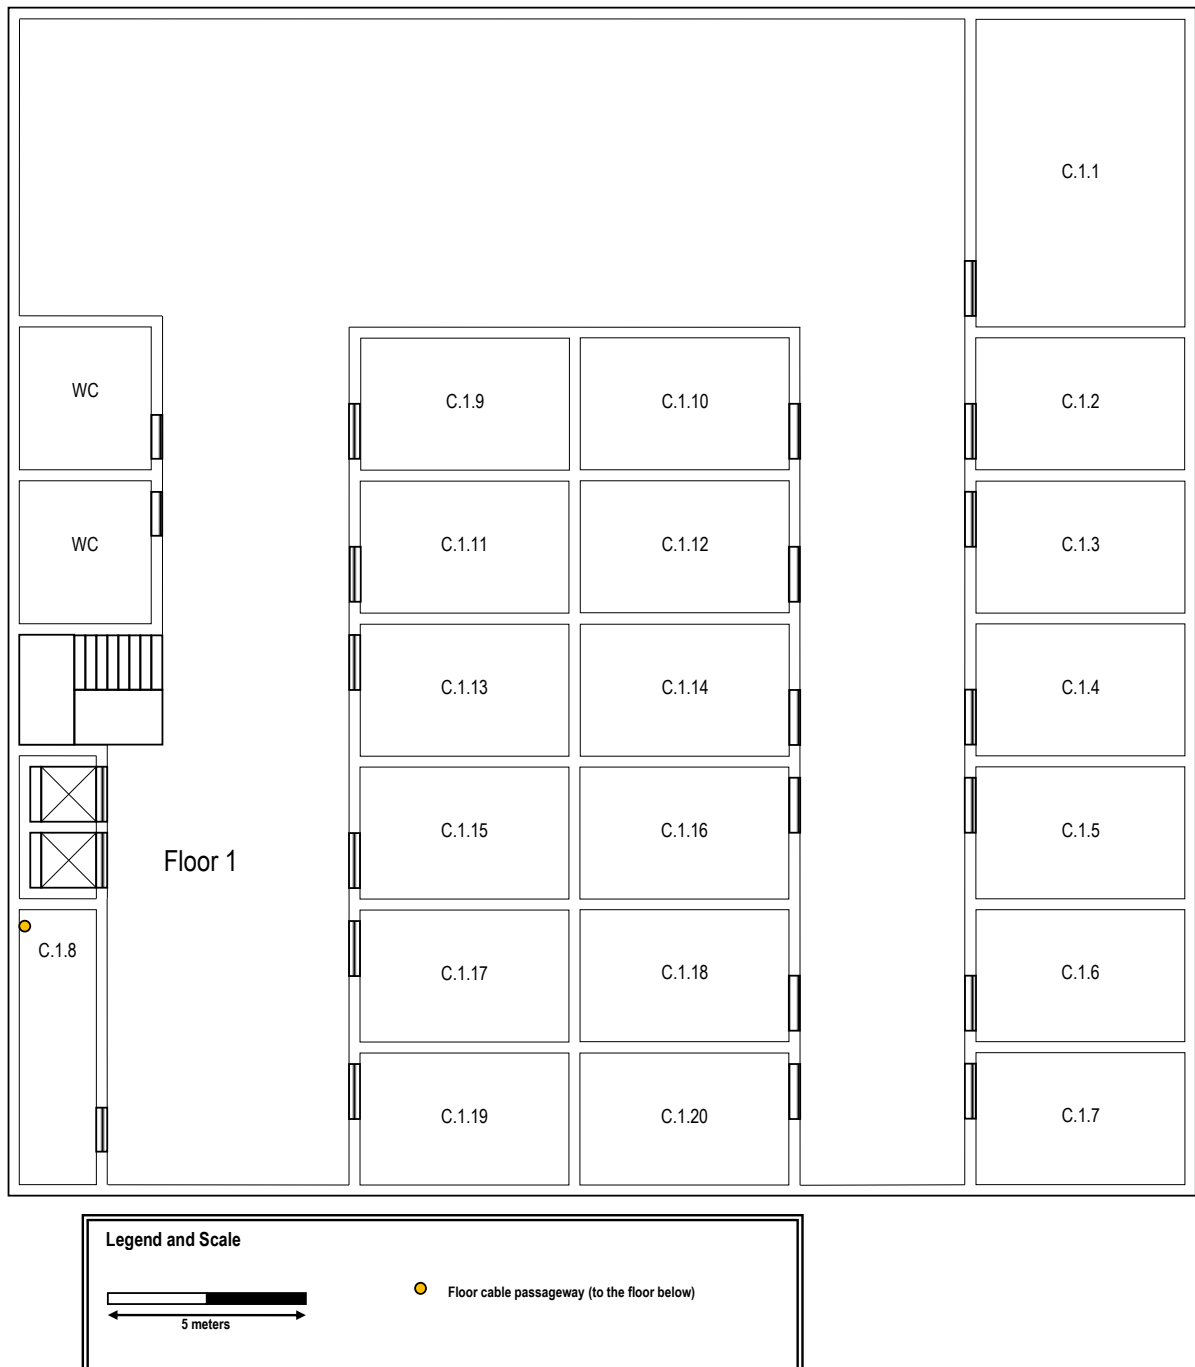 C.1.1
WC
C.1.9
C.1.10
C.1.2
WC
C.1.11
C.1.12
C.1.3
C.1.13
C.1.14
C.1.4
C.1.15
C.1.16
C.1.5
Floor 1
C.1.8
C.1.17
C.1.18
C.1.6
C.1.19
C.1.20
C.1.7
Legend and Scale
Floor cable passageway (to the floor below)
5 meters